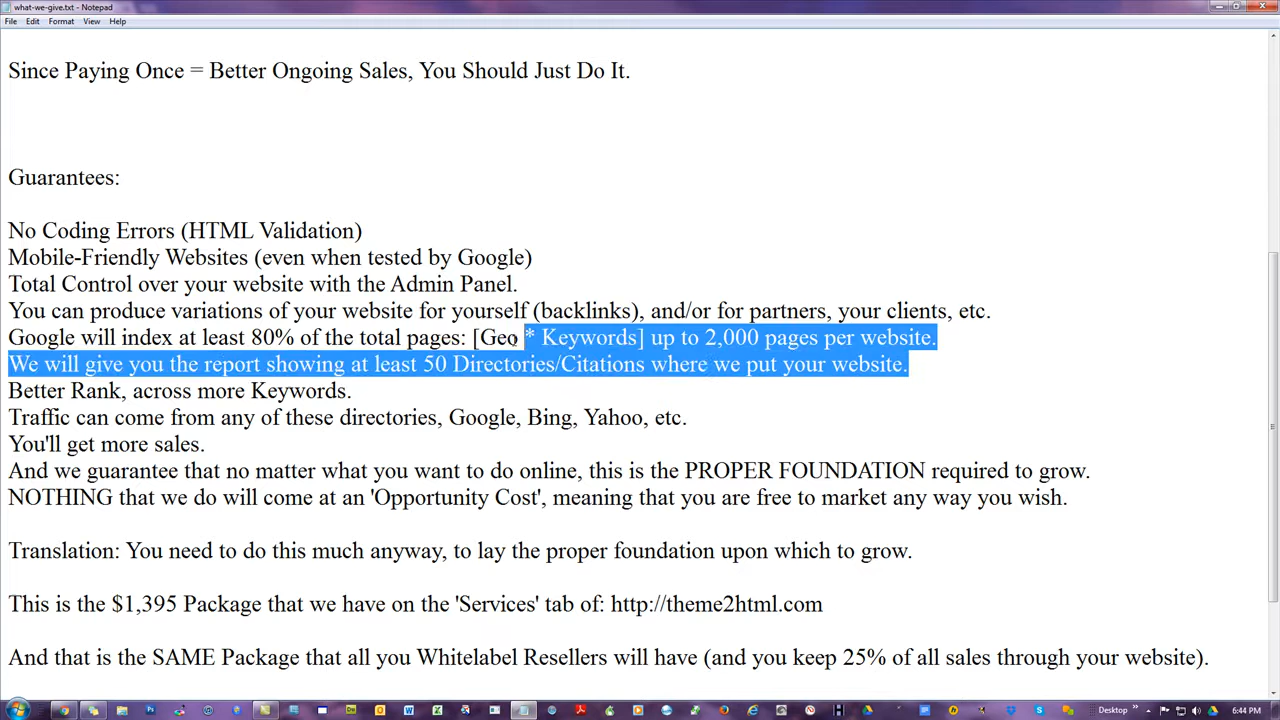 what-we-give.txt - Notepad
File Edit Format View Help
Since Paying Once = Better Ongoing Sales, You Should Just Do It.
Guarantees:
No Coding Errors (HTML Validation)
Mobile-Friendly Websites (even when tested by Google)
Total Control over your website with the Admin Panel.
You can produce variations of your website for yourself (backlinks), and/or for partners, your clients, etc.
Google will index at least 80% of the total pages: [Geo * Keywords] up to 2,000 pages per website.
We will give you the report showing at least 50 Directories/Citations where we put your website.
Better Rank, across more Keywords.
Traffic can come from any of these directories, Google, Bing, Yahoo, etc.
You'll get more sales.
And we guarantee that no matter what you want to do online, this is the PROPER FOUNDATION required to grow.
NOTHING that we do will come at an 'Opportunity Cost', meaning that you are free to market any way you wish.
Translation: You need to do this much anyway, to lay the proper foundation upon which to grow.
This is the $1,395 Package that we have on the 'Services' tab of: http://theme2html.com
And that is the SAME Package that all you Whitelabel Resellers will have (and you keep 25% of all sales through your website).
Desktop 6:44 PM